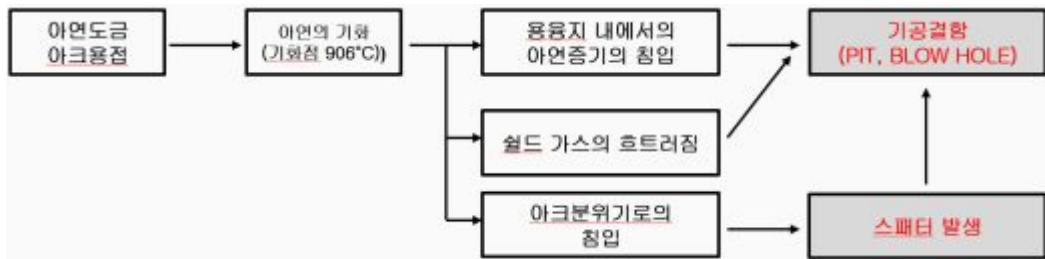 아연도금
아크용접
아연의 기화
(기화점 906°C))
용융지 내에서의
아연증기의 침입
쉴드 가스의 흐트러짐
아크분위기로의
침입
기공결함
(PIT, BLOW HOLE)
스패터 발생